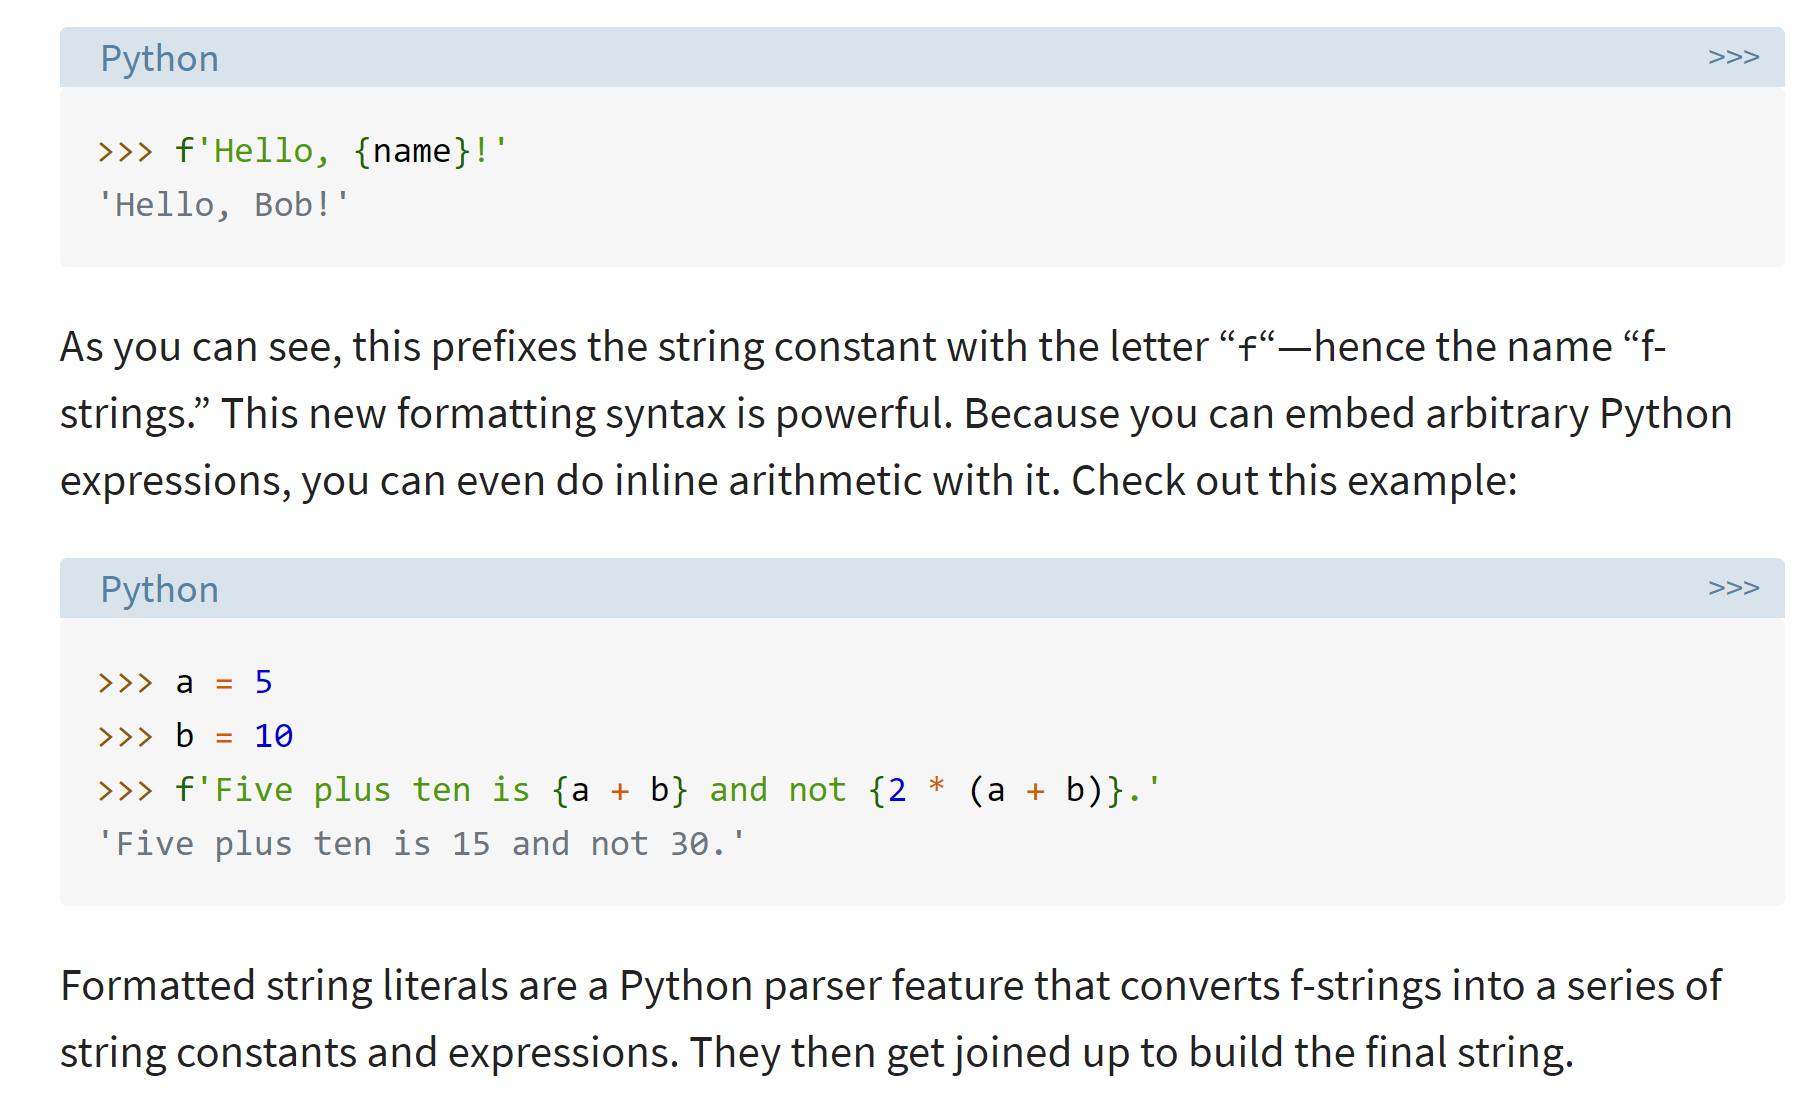 Python >>>
>>> f'Hello, {name}!'
'Hello, Bob!'
As you can see, this prefixes the string constant with the letter “f“—hence the name “f-
strings.” This new formatting syntax is powerful. Because you can embed arbitrary Python
expressions, you can even do inline arithmetic with it. Check out this example:
Python >>>
>>> a = 5
>>> b = 10
>>> f'Five plus ten is {a + b} and not {2 * (a + b)}.'
'Five plus ten is 15 and not 30.'
Formatted string literals are a Python parser feature that converts f-strings into a series of
string constants and expressions. They then get joined up to build the final string.